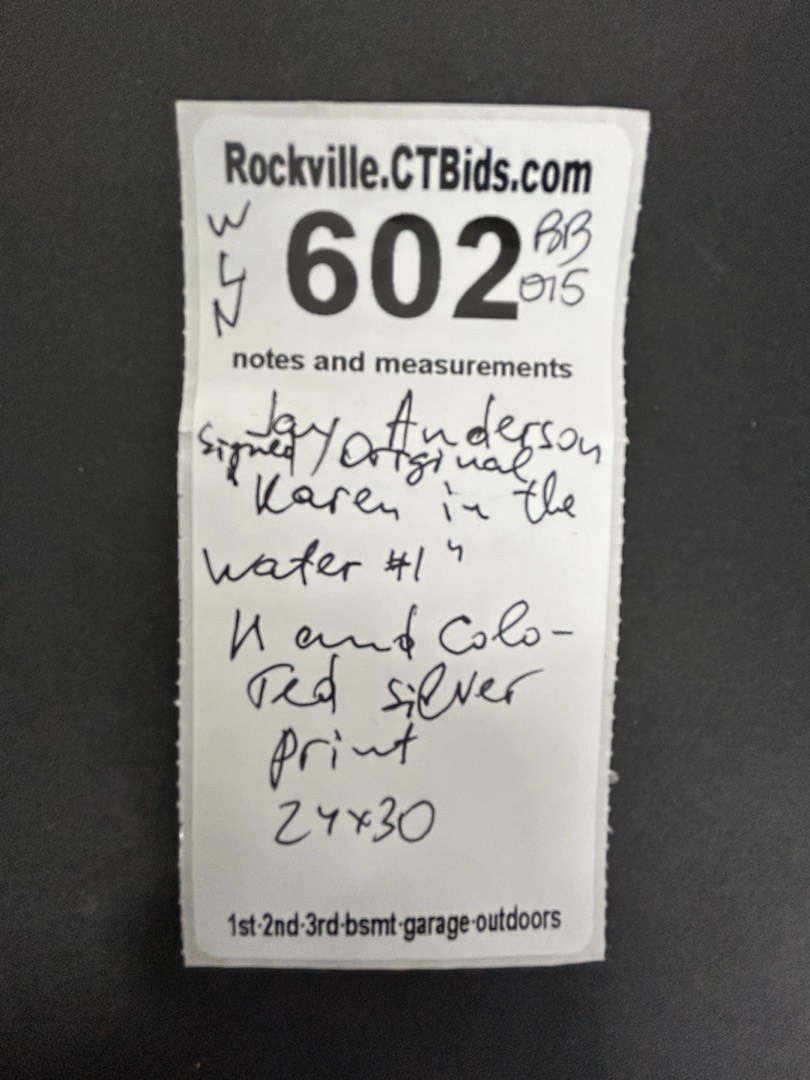 Rockville.CTBids.com
602
BB
015
notes and measurements
Jay Anderson
signed/Original
"Karen in the
water #1"
Hand Colo-
red silver
print
24x30
1st·2nd·3rd·bsmt·garage·outdoors